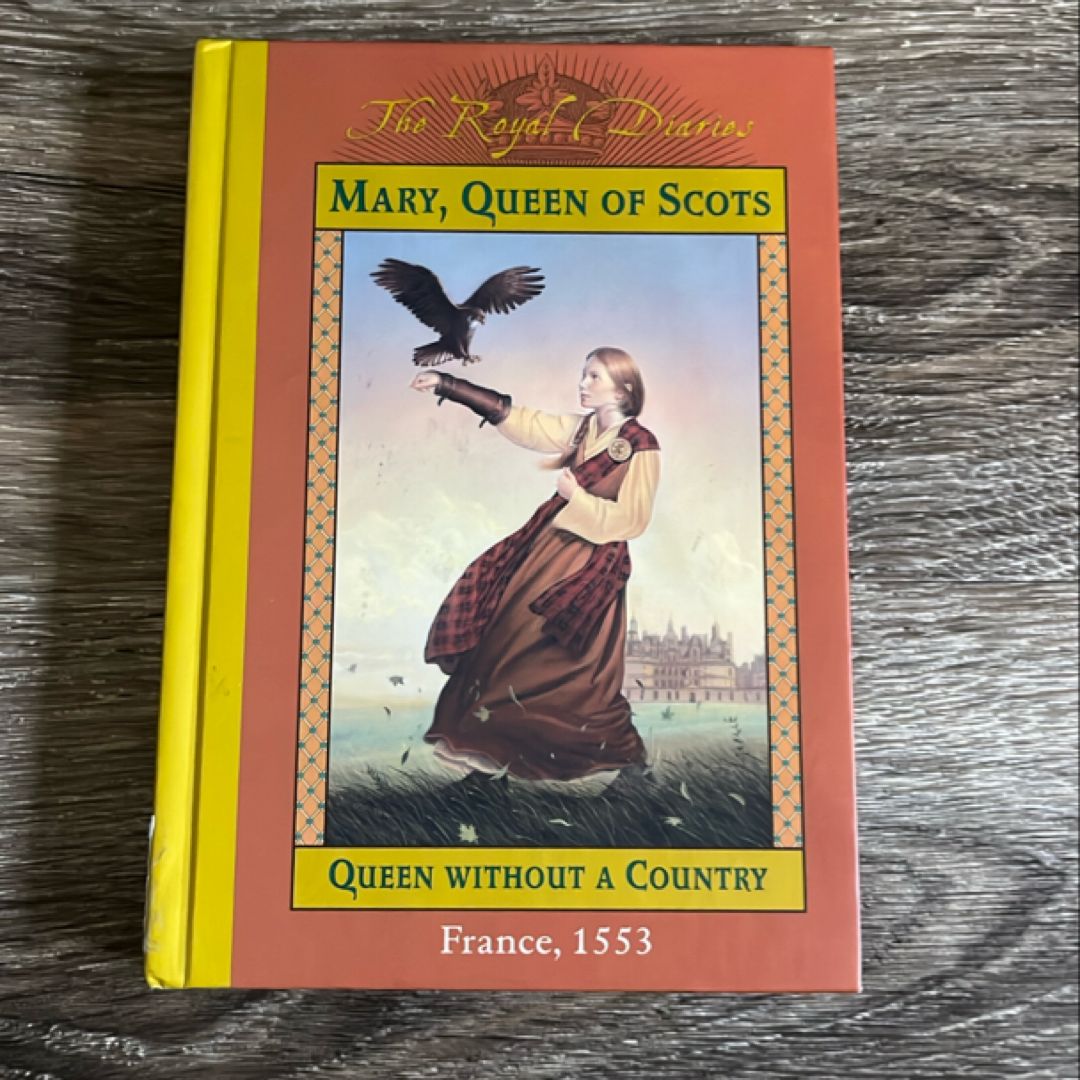 The Royal Diaries
MARY, QUEEN OF SCOTS
QUEEN WITHOUT A COUNTRY
France, 1553